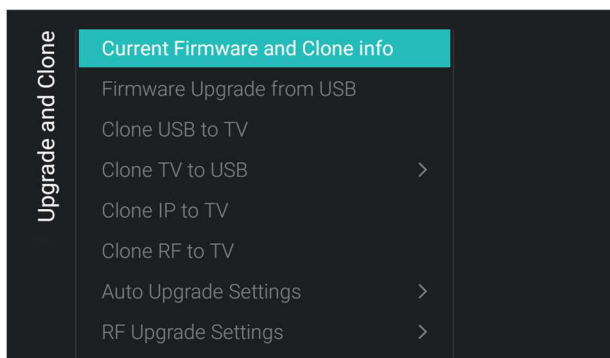 Upgrade and Clone
Current Firmware and Clone info
Firmware Upgrade from USB
Clone USB to TV
Clone TV to USB
Clone IP to TV
Clone RF to TV
Auto Upgrade Settings
RF Upgrade Settings